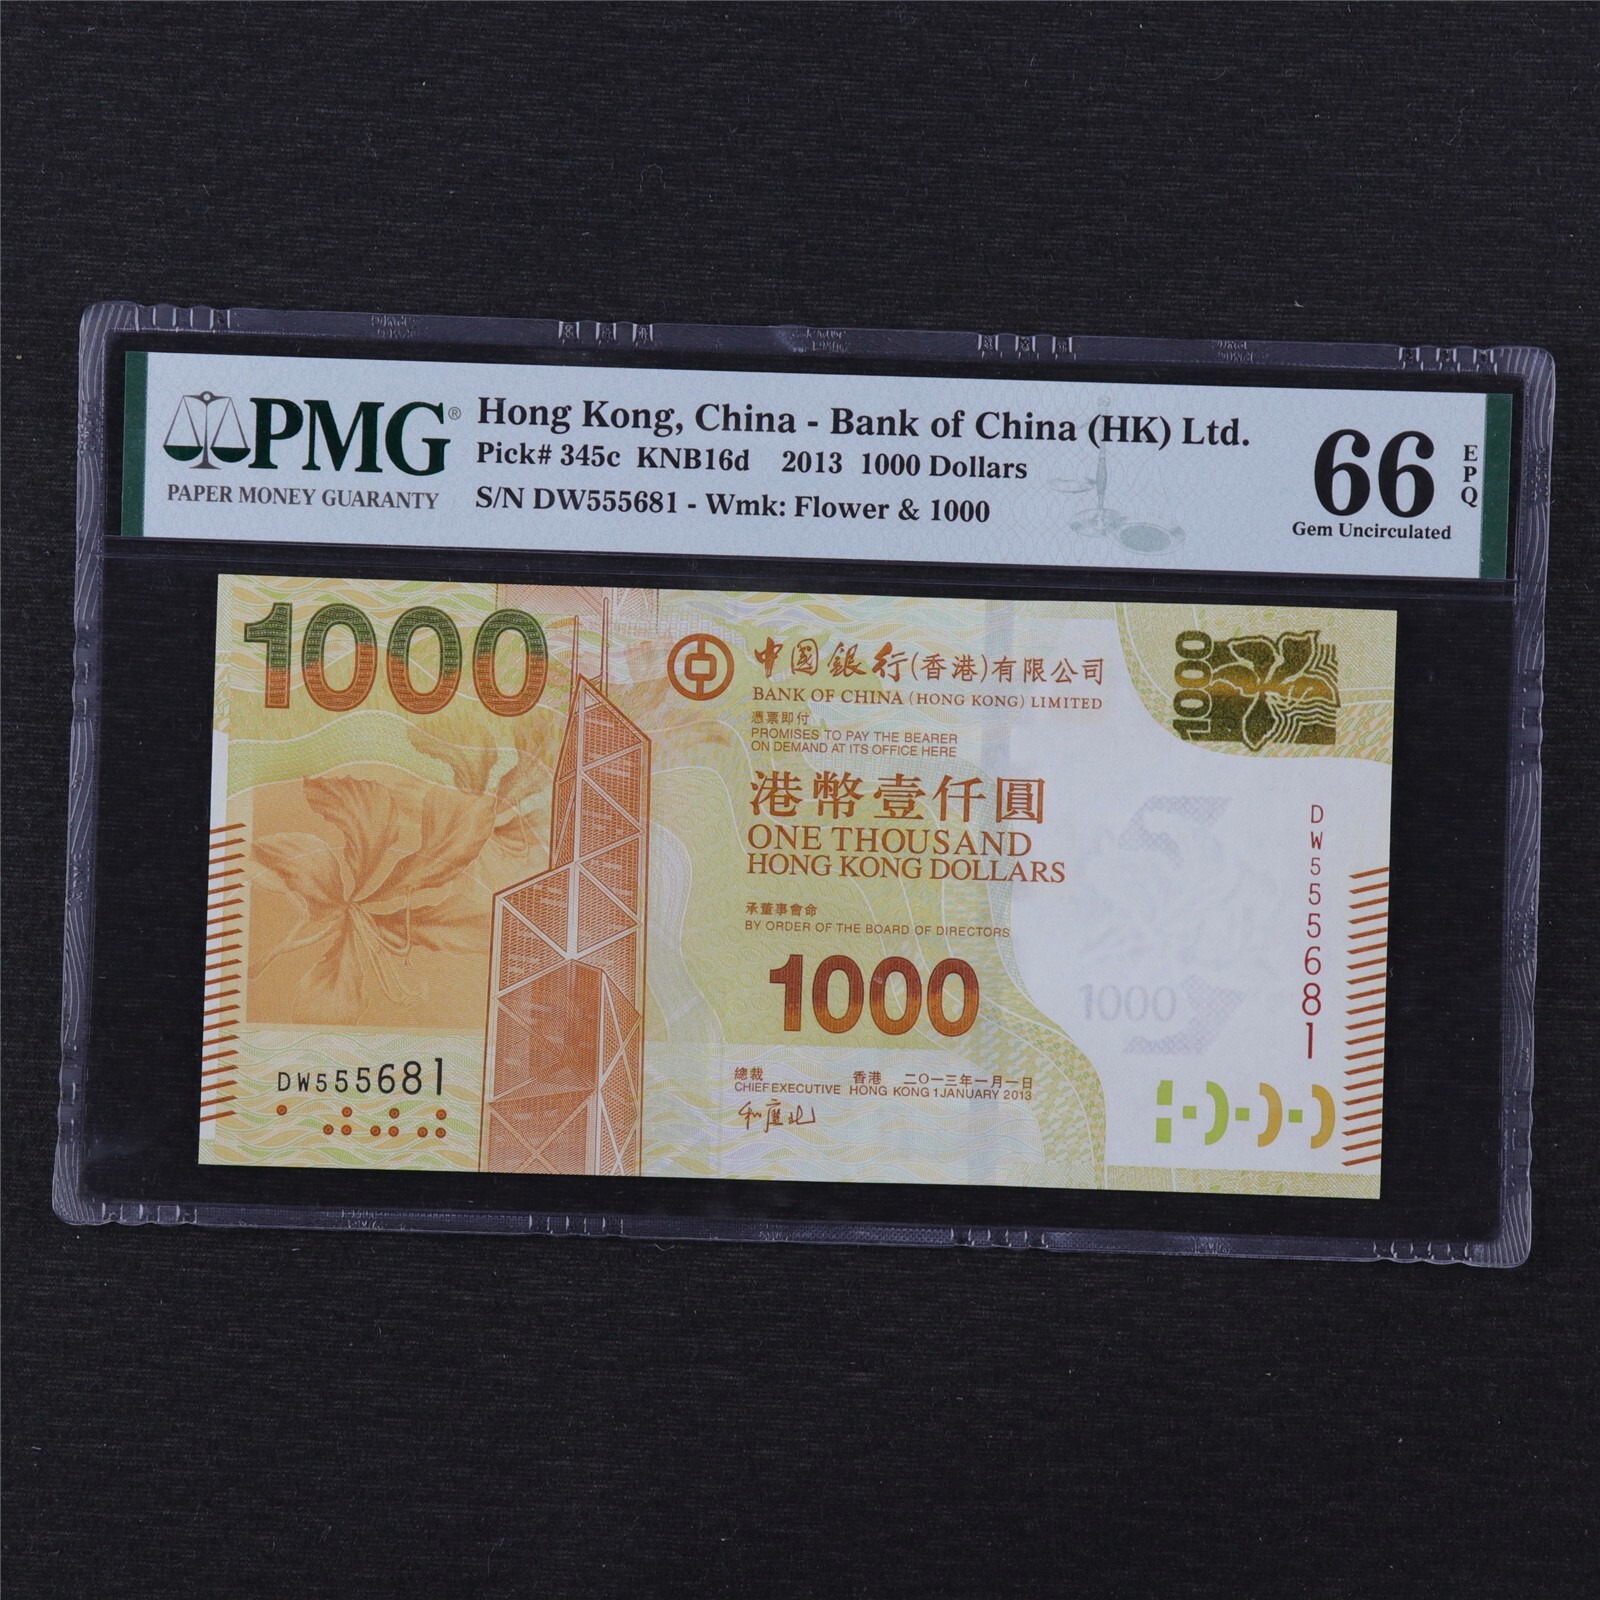 PMG®
PAPER MONEY GUARANTY
Hong Kong, China - Bank of China (HK) Ltd.
Pick# 345c KNB16d 2013 1000 Dollars
S/N DW555681 - Wmk: Flower & 1000
66
EPQ
Gem Uncirculated
1000
中國銀行(香港)有限公司
BANK OF CHINA (HONG KONG) LIMITED
憑票即付
PROMISES TO PAY THE BEARER
ON DEMAND AT ITS OFFICE HERE
港幣壹仟圓
ONE THOUSAND
HONG KONG DOLLARS
承董事會命
BY ORDER OF THE BOARD OF DIRECTORS
1000
總裁 香港 二〇一三年一月一日
CHIEF EXECUTIVE HONG KONG 1 JANUARY 2013
和廣北
DW555681
1000
DW555681
1000